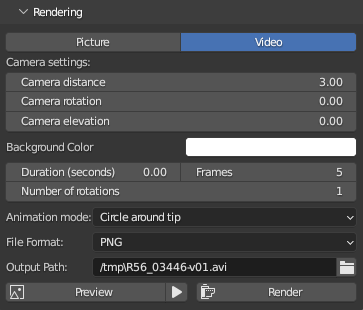 Rendering
Picture Video
Camera settings:
Camera distance 3.00
Camera rotation 0.00
Camera elevation 0.00
Background Color
Duration (seconds) 0.00 Frames 5
Number of rotations 1
Animation mode: Circle around tip
File Format: PNG
Output Path: /tmp\R56_03446-v01.avi
Preview Render